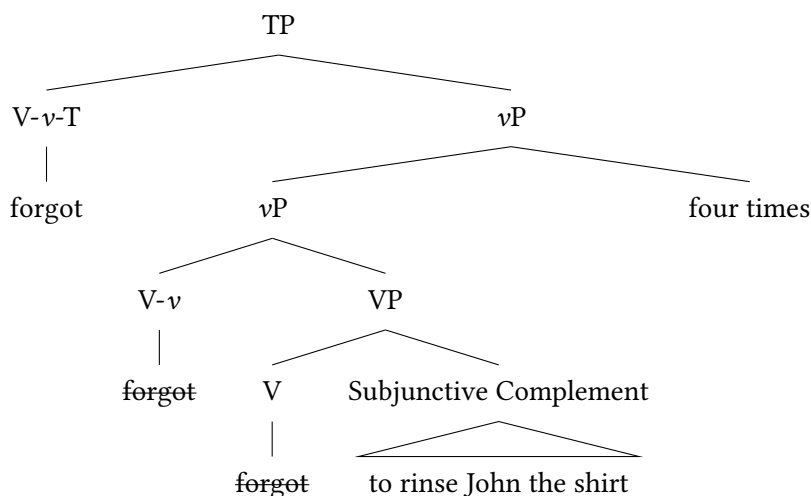 TP
V-v-T vP
forgot vP four times
V-v VP
forgot V Subjunctive Complement
forgot to rinse John the shirt